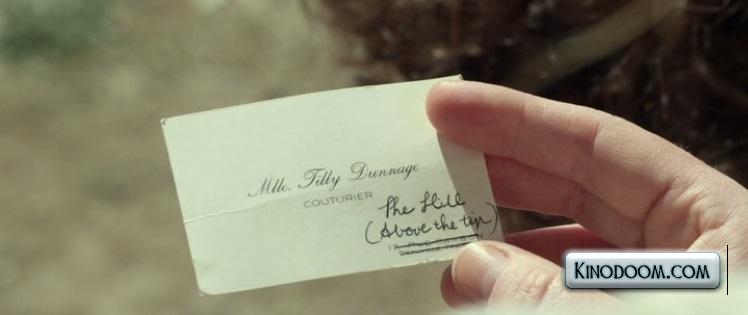 Mlle. Tilly Dunnage
COUTURIER
The Hill
(Above the tip)
KINODOOM.COM